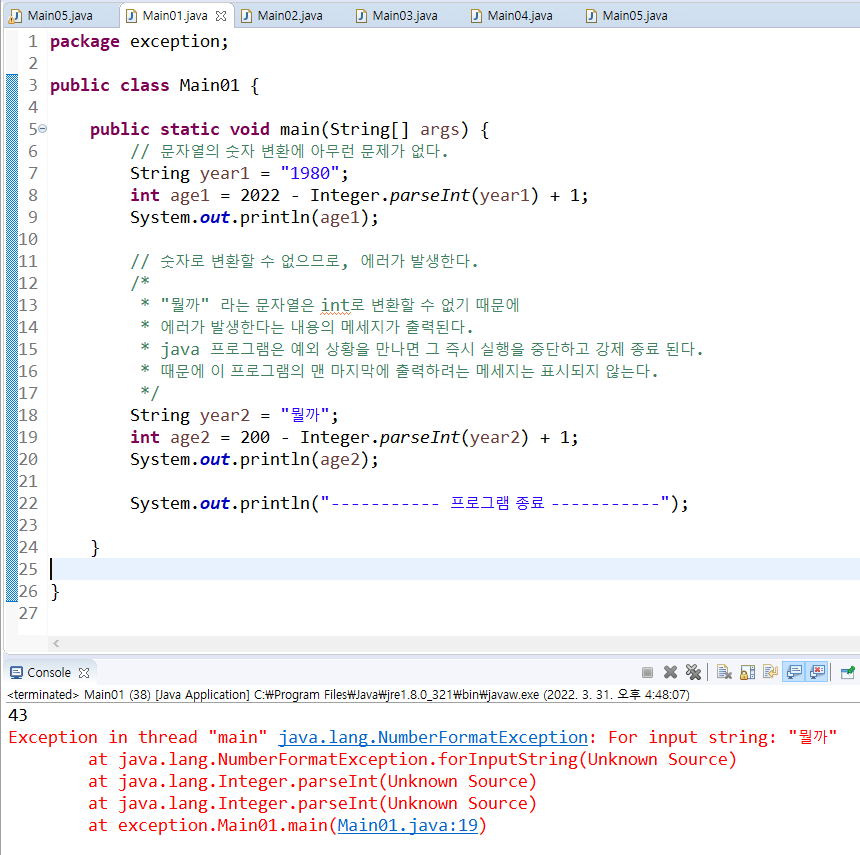 Main05.java Main01.java Main02.java Main03.java Main04.java Main05.java
1 package exception;
2
3 public class Main01 {
4
5 public static void main(String[] args) {
6 // 문자열의 숫자 변환에 아무런 문제가 없다.
7 String year1 = "1980";
8 int age1 = 2022 - Integer.parseInt(year1) + 1;
9 System.out.println(age1);
10
11 // 숫자로 변환할 수 없으므로, 에러가 발생한다.
12 /*
13 * "뭘까" 라는 문자열은 int로 변환할 수 없기 때문에
14 * 에러가 발생한다는 내용의 메세지가 출력된다.
15 * java 프로그램은 예외 상황을 만나면 그 즉시 실행을 중단하고 강제 종료 된다.
16 * 때문에 이 프로그램의 맨 마지막에 출력하려는 메세지는 표시되지 않는다.
17 */
18 String year2 = "뭘까";
19 int age2 = 200 - Integer.parseInt(year2) + 1;
20 System.out.println(age2);
21
22 System.out.println("----------- 프로그램 종료 -----------");
23
24 }
25
26 }
27
Console
<terminated> Main01 (38) [Java Application] C:₩Program Files₩Java₩jre1.8.0_321₩bin₩javaw.exe (2022. 3. 31. 오후 4:48:07)
43
Exception in thread "main" java.lang.NumberFormatException: For input string: "뭘까"
at java.lang.NumberFormatException.forInputString(Unknown Source)
at java.lang.Integer.parseInt(Unknown Source)
at java.lang.Integer.parseInt(Unknown Source)
at exception.Main01.main(Main01.java:19)